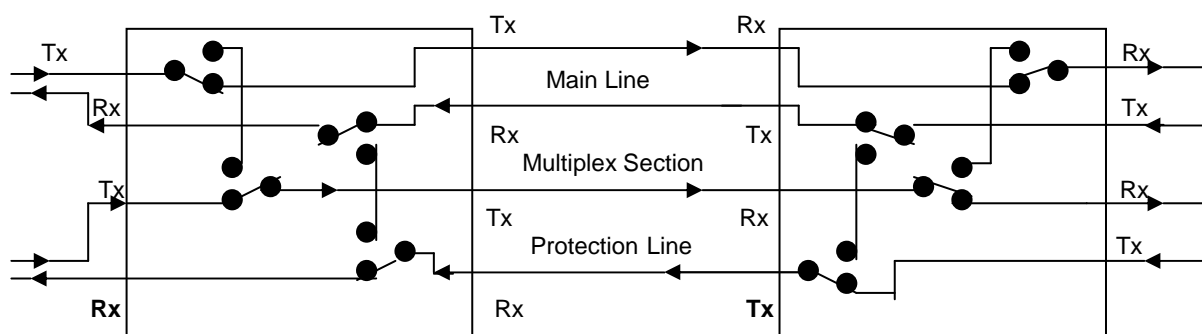 Tx Rx
Tx Rx
Main Line
Rx Tx
Rx Tx
Multiplex Section
Tx Rx
Tx Rx
Protection Line
Tx
Rx Rx Tx